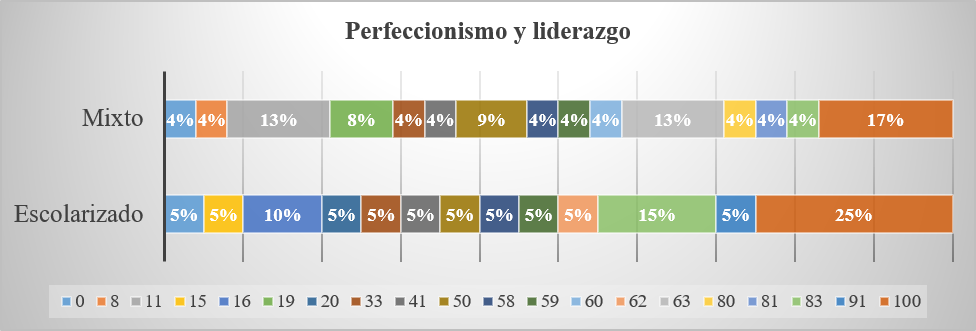 Perfeccionismo y liderazgo
Mixto 4% 4% 13% 8% 4% 4% 9% 4% 4% 4% 13% 4% 4% 4% 17%
Escolarizado 5% 5% 10% 5% 5% 5% 5% 5% 5% 5% 15% 5% 25%
0 8 11 15 16 19 20 33 41 50 58 59 60 62 63 80 81 83 91 100